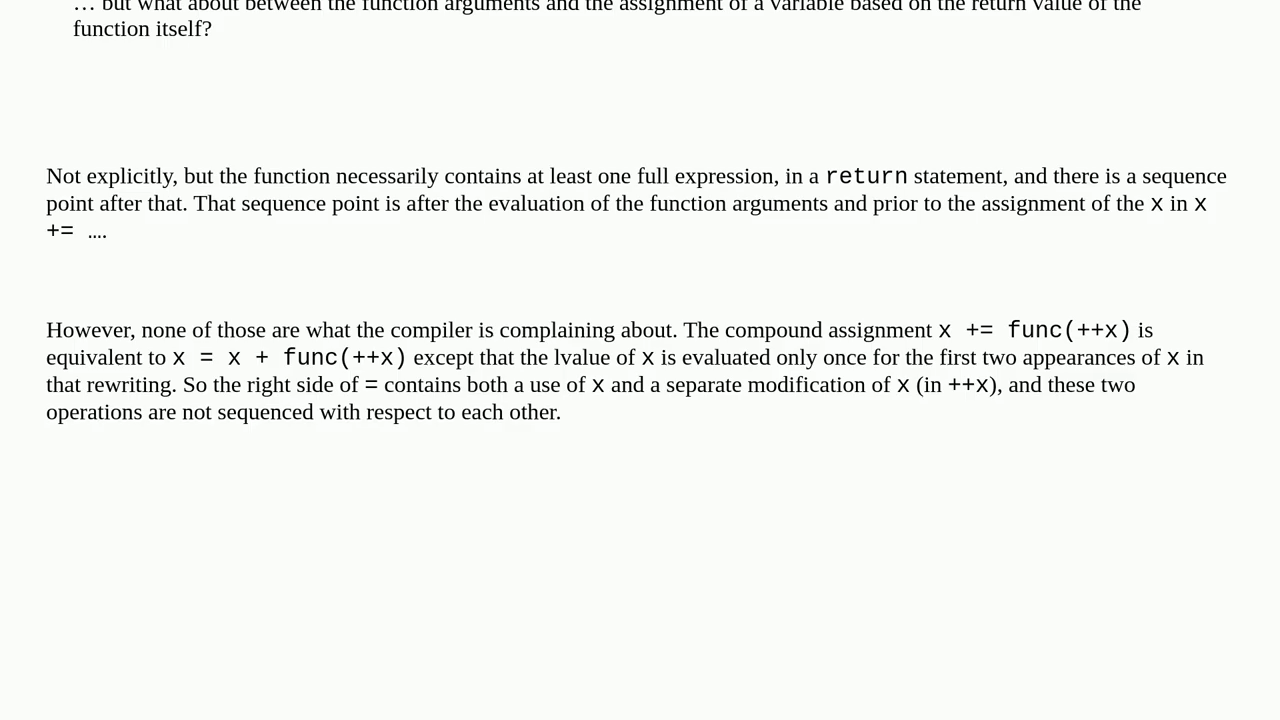 … but what about between the function arguments and the assignment of a variable based on the return value of the
function itself?
Not explicitly, but the function necessarily contains at least one full expression, in a return statement, and there is a sequence
point after that. That sequence point is after the evaluation of the function arguments and prior to the assignment of the x in x
+= ….
However, none of those are what the compiler is complaining about. The compound assignment x += func(++x) is
equivalent to x = x + func(++x) except that the lvalue of x is evaluated only once for the first two appearances of x in
that rewriting. So the right side of = contains both a use of x and a separate modification of x (in ++x), and these two
operations are not sequenced with respect to each other.